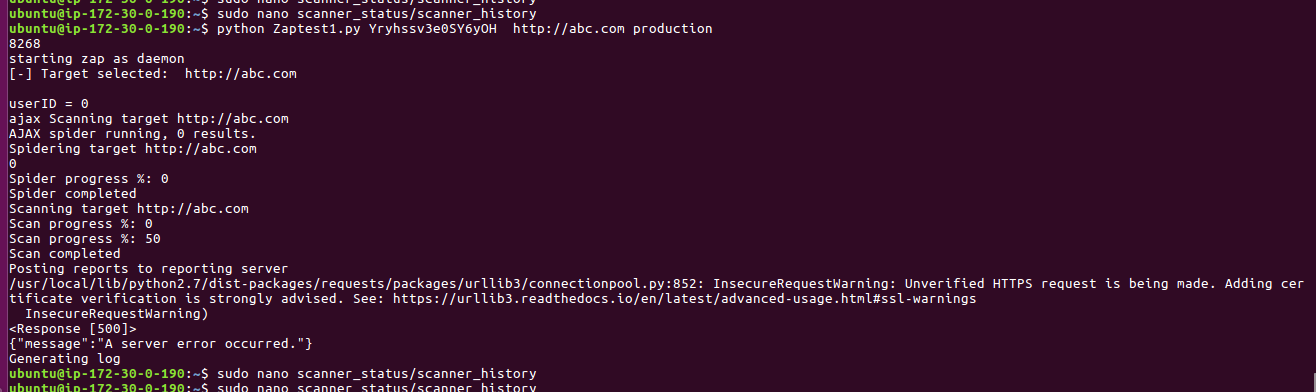 ubuntu@ip-172-30-0-190:~$ sudo nano scanner_status/scanner_history
ubuntu@ip-172-30-0-190:~$ sudo nano scanner_status/scanner_history
ubuntu@ip-172-30-0-190:~$ python Zaptest1.py Yryhssv3e0SY6yOH  http://abc.com production
8268
starting zap as daemon
[-] Target selected:  http://abc.com
userID = 0
ajax Scanning target http://abc.com
AJAX spider running, 0 results.
Spidering target http://abc.com
0
Spider progress %: 0
Spider completed
Scanning target http://abc.com
Scan progress %: 0
Scan progress %: 50
Scan completed
Posting reports to reporting server
/usr/local/lib/python2.7/dist-packages/requests/packages/urllib3/connectionpool.py:852: InsecureRequestWarning: Unverified HTTPS request is being made. Adding cer
tificate verification is strongly advised. See: https://urllib3.readthedocs.io/en/latest/advanced-usage.html#ssl-warnings
  InsecureRequestWarning)
<Response [500]>
{"message":"A server error occurred."}
Generating log
ubuntu@ip-172-30-0-190:~$ sudo nano scanner_status/scanner_history
ubuntu@ip-172-30-0-190:~$ sudo nano scanner_status/scanner_history